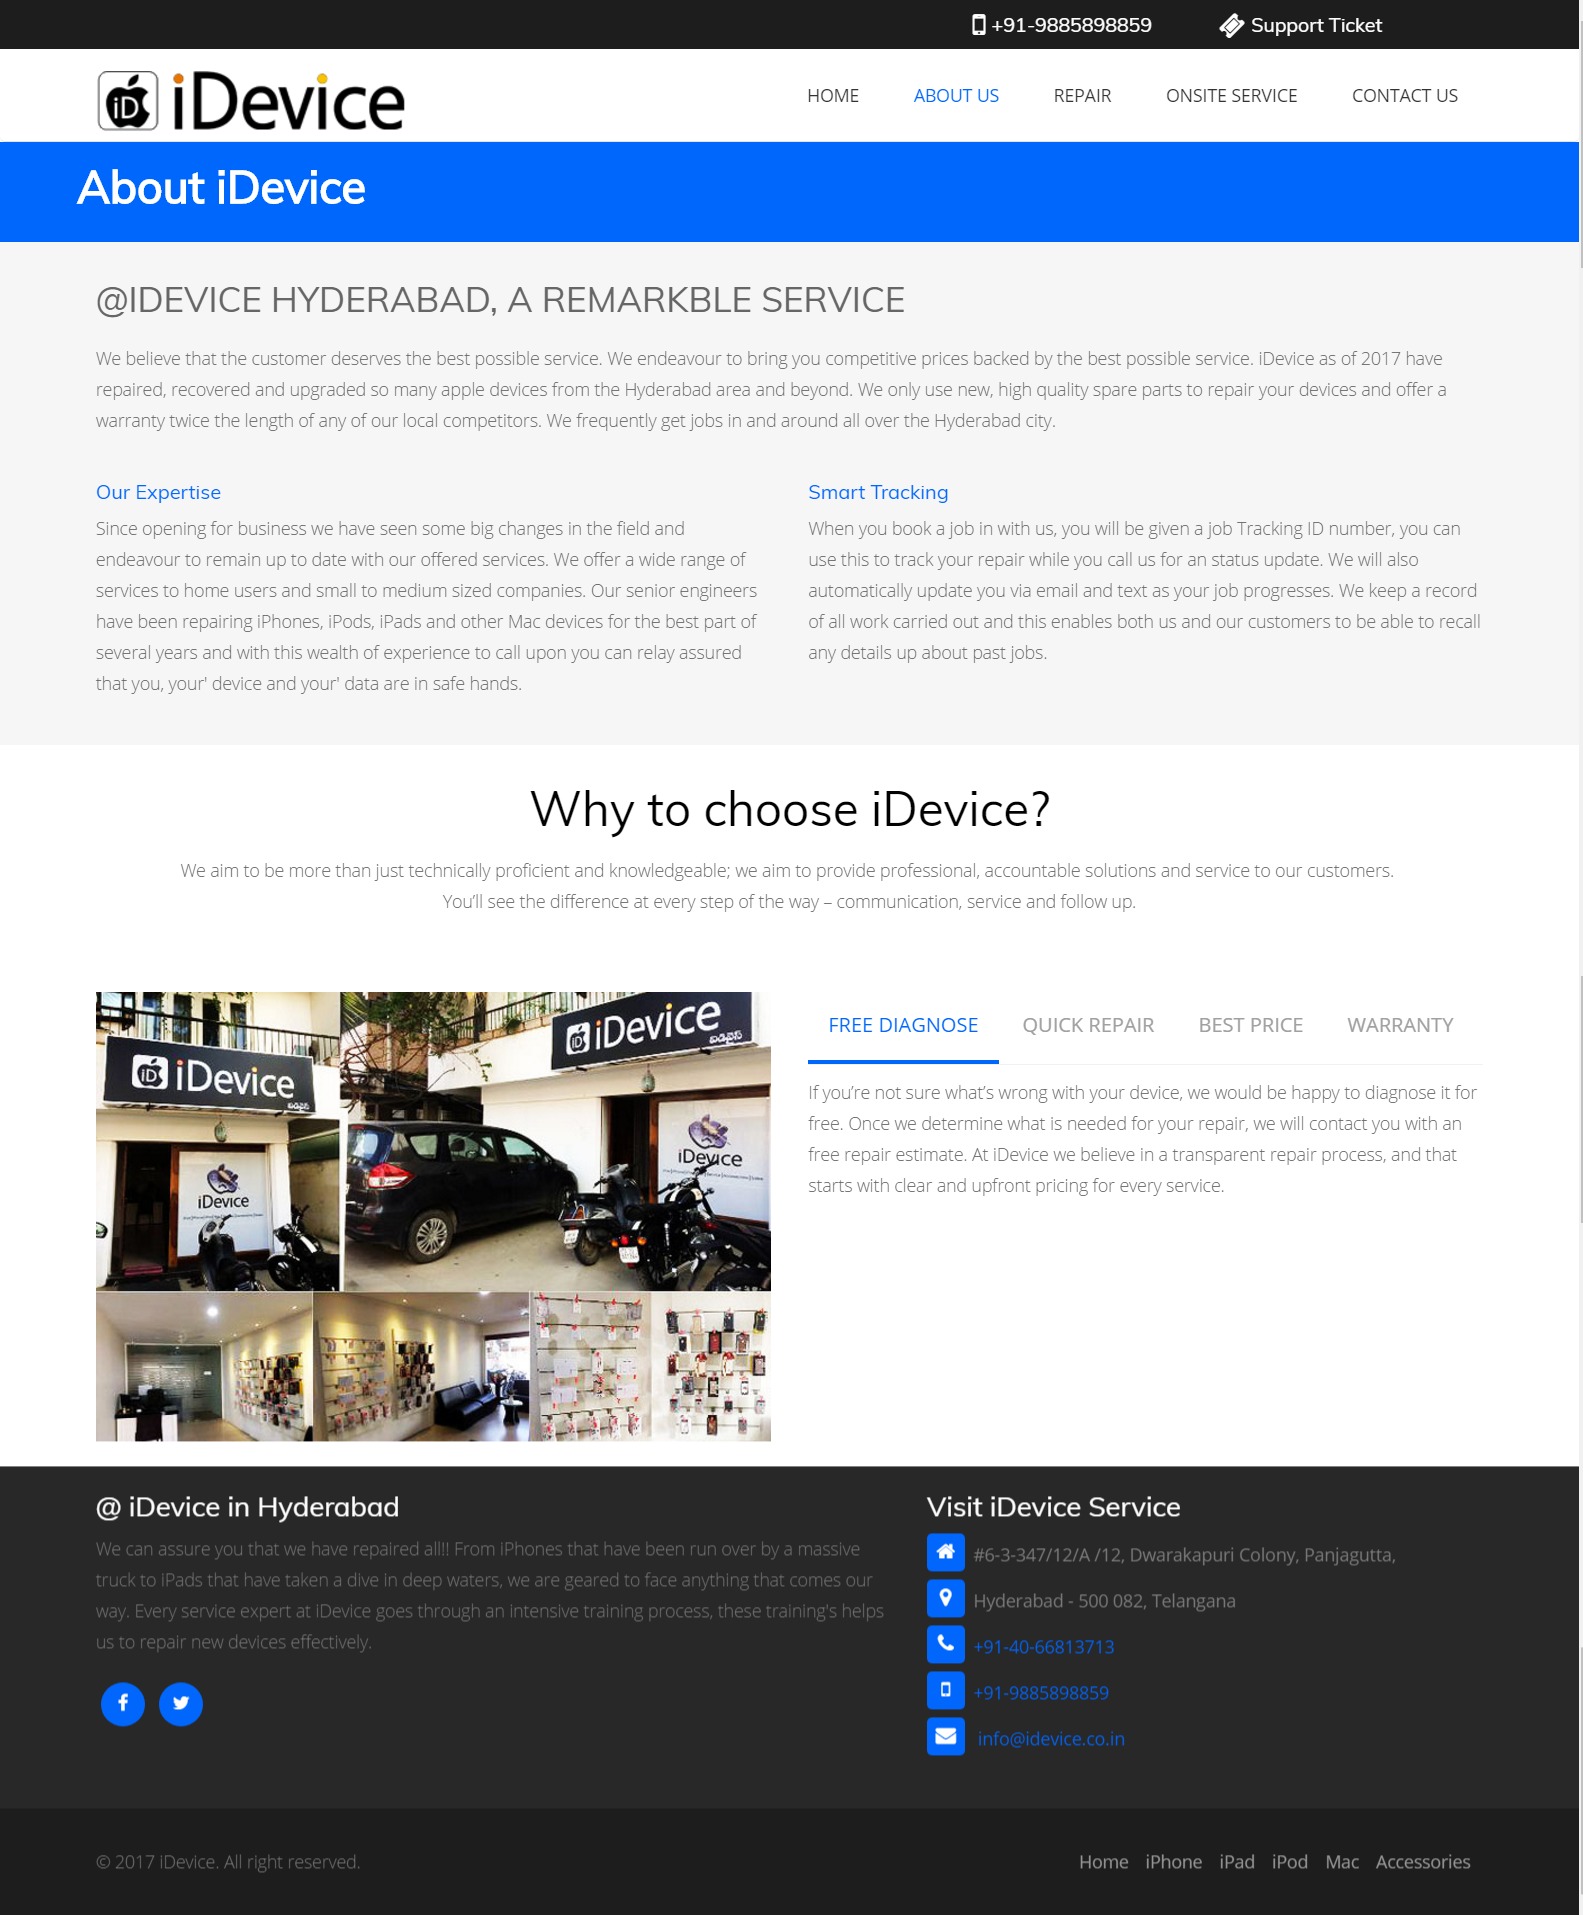 +91-9885898859 Support Ticket
iD iDevice
HOME ABOUT US REPAIR ONSITE SERVICE CONTACT US
About iDevice
@IDEVICE HYDERABAD, A REMARKBLE SERVICE
We believe that the customer deserves the best possible service. We endeavour to bring you competitive prices backed by the best possible service. iDevice as of 2017 have
repaired, recovered and upgraded so many apple devices from the Hyderabad area and beyond. We only use new, high quality spare parts to repair your devices and offer a
warranty twice the length of any of our local competitors. We frequently get jobs in and around all over the Hyderabad city.
Our Expertise
Since opening for business we have seen some big changes in the field and
endeavour to remain up to date with our offered services. We offer a wide range of
services to home users and small to medium sized companies. Our senior engineers
have been repairing iPhones, iPods, iPads and other Mac devices for the best part of
several years and with this wealth of experience to call upon you can relay assured
that you, your' device and your' data are in safe hands.
Smart Tracking
When you book a job in with us, you will be given a job Tracking ID number, you can
use this to track your repair while you call us for an status update. We will also
automatically update you via email and text as your job progresses. We keep a record
of all work carried out and this enables both us and our customers to be able to recall
any details up about past jobs.
Why to choose iDevice?
We aim to be more than just technically proficient and knowledgeable; we aim to provide professional, accountable solutions and service to our customers.
You’ll see the difference at every step of the way – communication, service and follow up.
iD iDevice
ఐడివైస్
iDevice
iD iDevice
ఐడివైస్
iDevice
FREE DIAGNOSE QUICK REPAIR BEST PRICE WARRANTY
If you’re not sure what’s wrong with your device, we would be happy to diagnose it for
free. Once we determine what is needed for your repair, we will contact you with an
free repair estimate. At iDevice we believe in a transparent repair process, and that
starts with clear and upfront pricing for every service.
@ iDevice in Hyderabad
We can assure you that we have repaired all!! From iPhones that have been run over by a massive
truck to iPads that have taken a dive in deep waters, we are geared to face anything that comes our
way. Every service expert at iDevice goes through an intensive training process, these training's helps
us to repair new devices effectively.
Visit iDevice Service
#6-3-347/12/A /12, Dwarakapuri Colony, Panjagutta,
Hyderabad - 500 082, Telangana
+91-40-66813713
+91-9885898859
info@idevice.co.in
© 2017 iDevice. All right reserved.
Home iPhone iPad iPod Mac Accessories